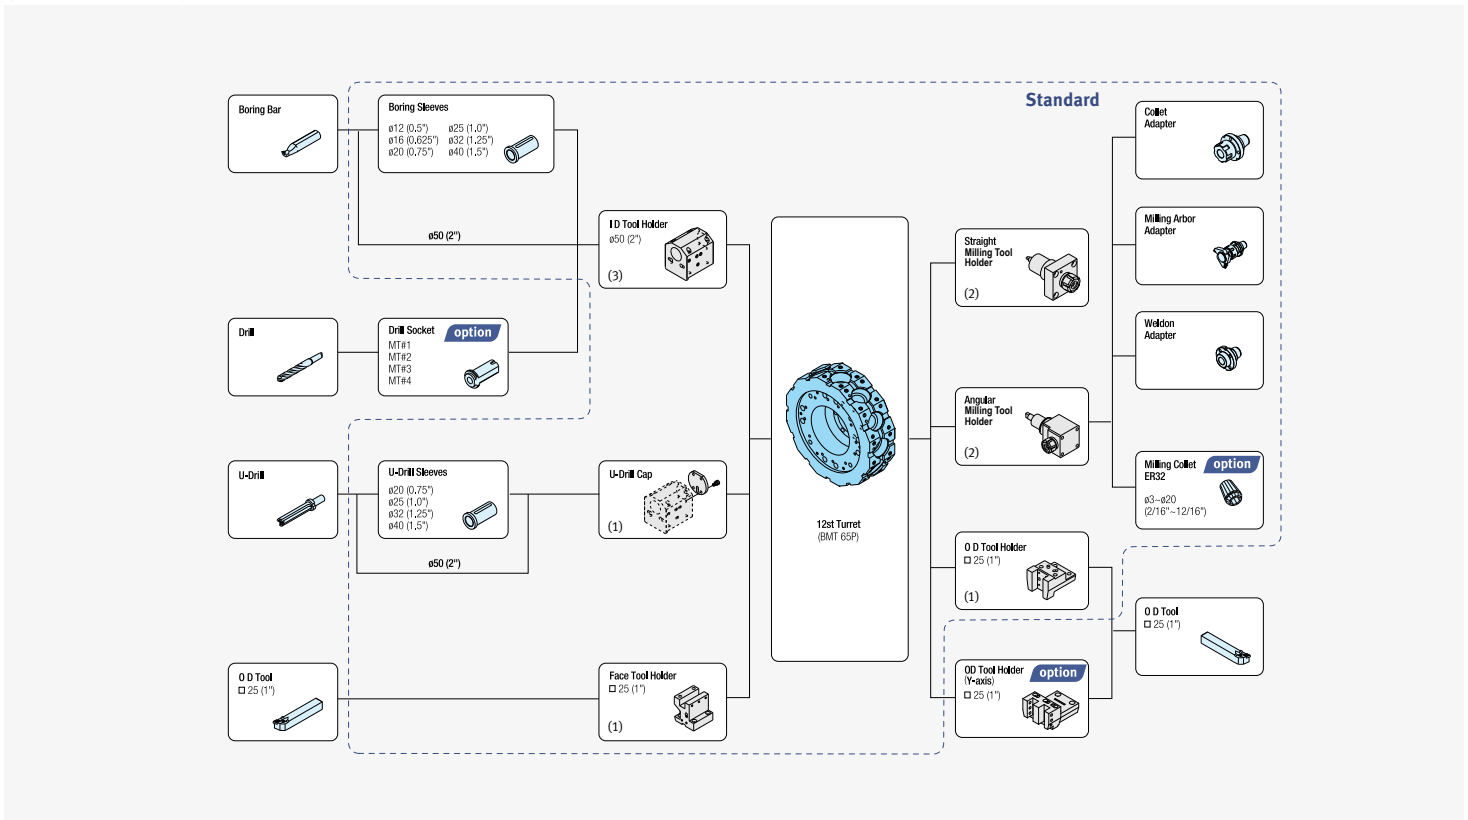 Standard
Boring Bar
Boring Sleeves
ø12 (0.5") ø25 (1.0")
ø16 (0.625") ø32 (1.25")
ø20 (0.75") ø40 (1.5")
ø50 (2")
I D Tool Holder
ø50 (2")
(3)
Drill
Drill Socket
option
MT#1
MT#2
MT#3
MT#4
U-Drill
U-Drill Sleeves
ø20 (0.75")
ø25 (1.0")
ø32 (1.25")
ø40 (1.5")
ø50 (2")
U-Drill Cap
(1)
O D Tool
□ 25 (1")
Face Tool Holder
□ 25 (1")
(1)
12st Turret
(BMT 65P)
Straight
Milling Tool
Holder
(2)
Angular
Milling Tool
Holder
(2)
O D Tool Holder
□ 25 (1")
(1)
OD Tool Holder
(Y-axis)
option
□ 25 (1")
Collet
Adapter
Milling Arbor
Adapter
Weldon
Adapter
Milling Collet
ER32
option
ø3~ø20
(2/16"~12/16")
O D Tool
□ 25 (1")